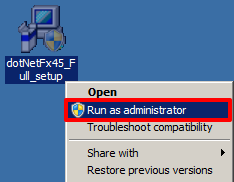 dotNetFx45_F
ull_setup
Open
Run as administrator
Troubleshoot compatibility
Share with
Restore previous versions